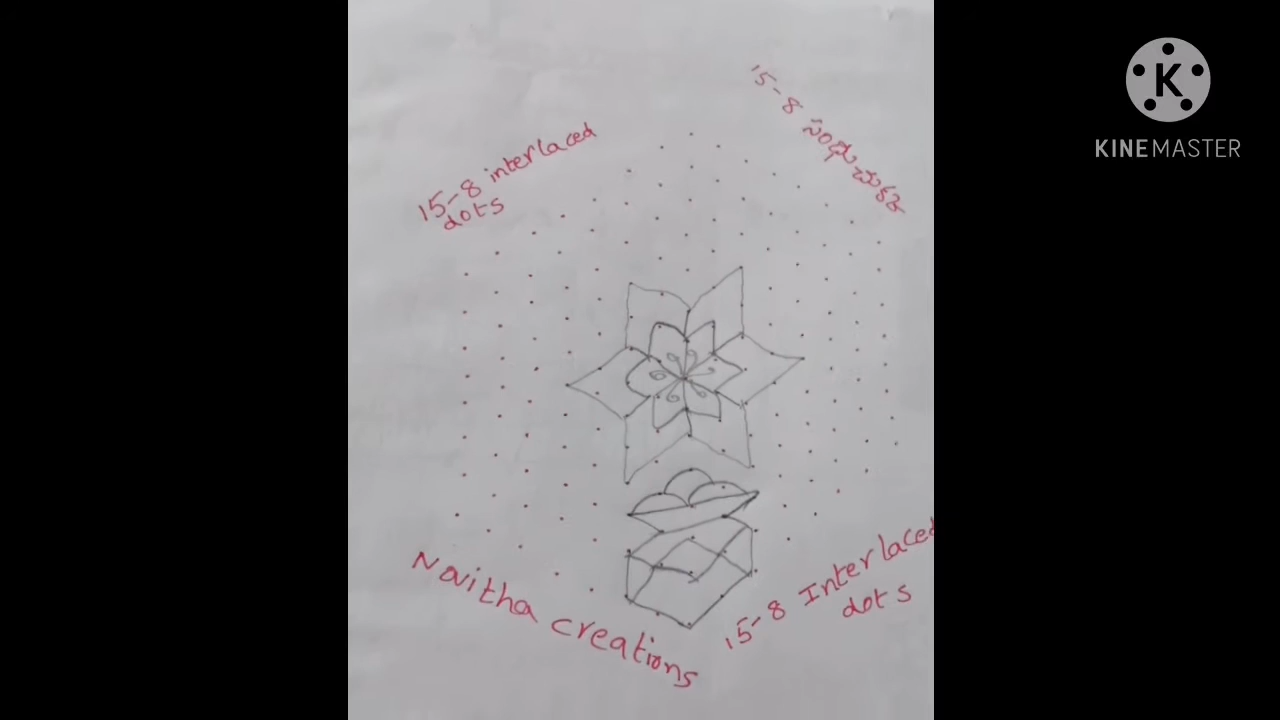 15-8 interlaced
dots
15-8
Navitha creations
15-8 Interlaced
dots
KINEMASTER